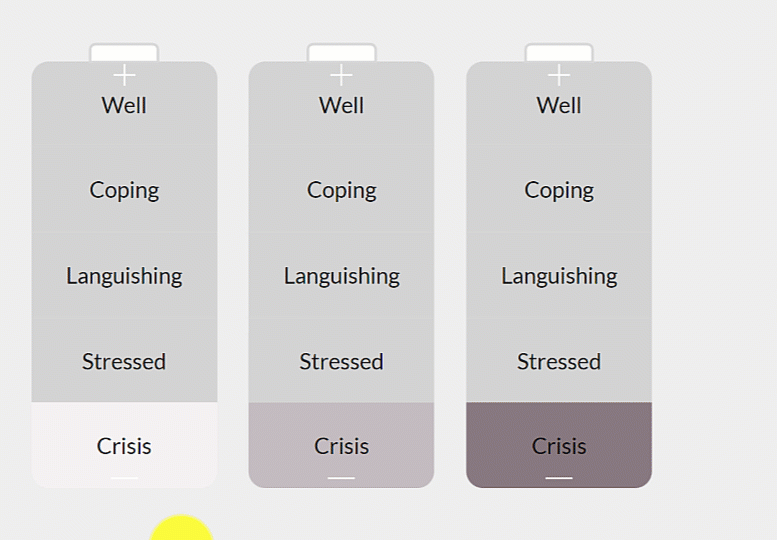 + + +
Well Well Well
Coping Coping Coping
Languishing Languishing Languishing
Stressed Stressed Stressed
Crisis Crisis Crisis
— — —